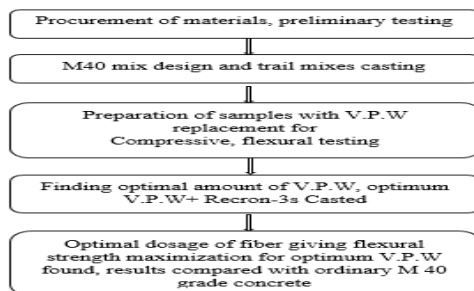 Procurement of materials, preliminary testing
M40 mix design and trail mixes casting
Preparation of samples with V.P.W
replacement for
Compressive, flexural testing
Finding optimal amount of V.P.W, optimum
V.P.W+ Recron-3s Casted
Optimal dosage of fiber giving flexural
strength maximization for optimum V.P.W
found, results compared with ordinary M 40
grade concrete